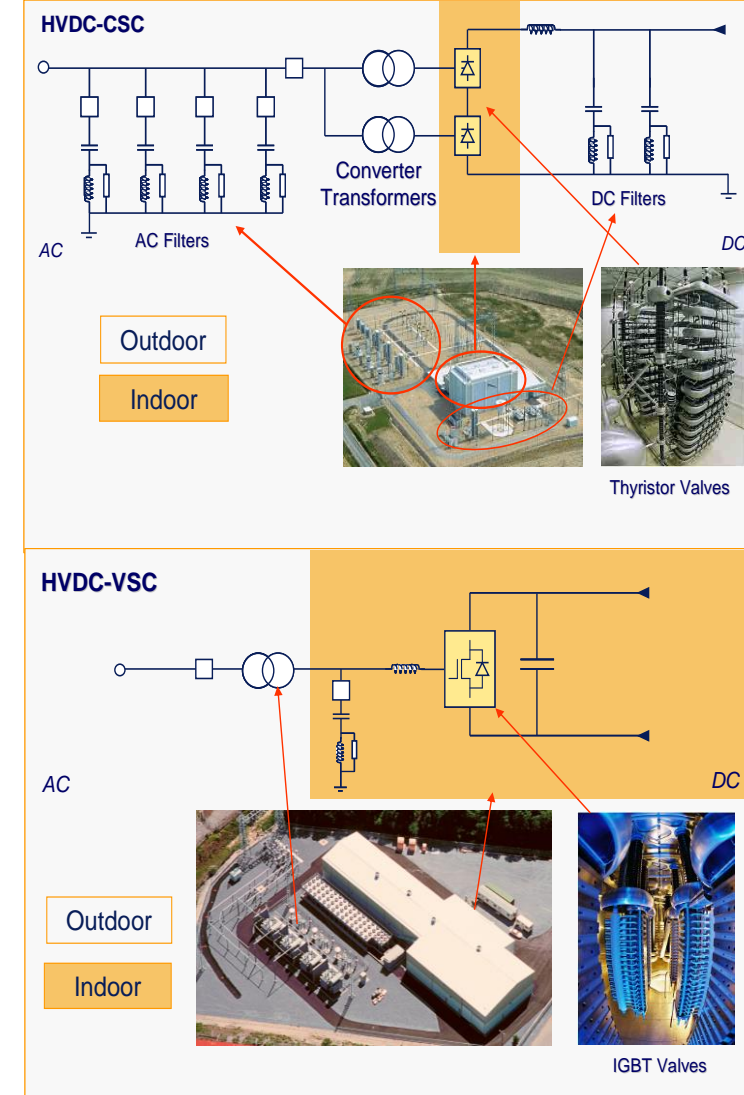 HVDC-CSC
Converter
Transformers
DC Filters
AC
AC Filters
DC
Outdoor
Indoor
Thyristor Valves
HVDC-VSC
AC
DC
Outdoor
Indoor
IGBT Valves